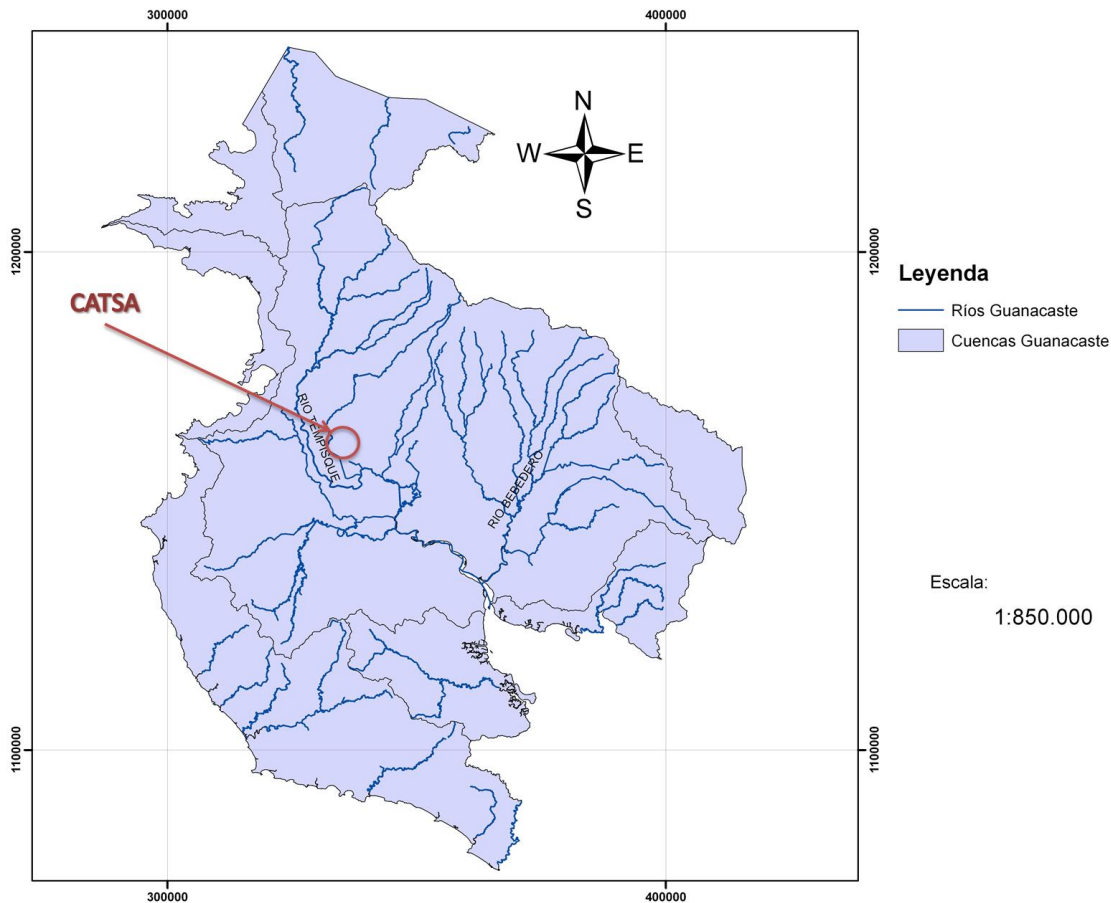 300000
400000
N
W
E
S
1200000
1200000
Leyenda
Ríos Guanacaste
Cuencas Guanacaste
CATSA
RIO TEMPISQUE
RIO BEBEDERO
Escala:
1:850.000
1100000
1100000
300000
400000